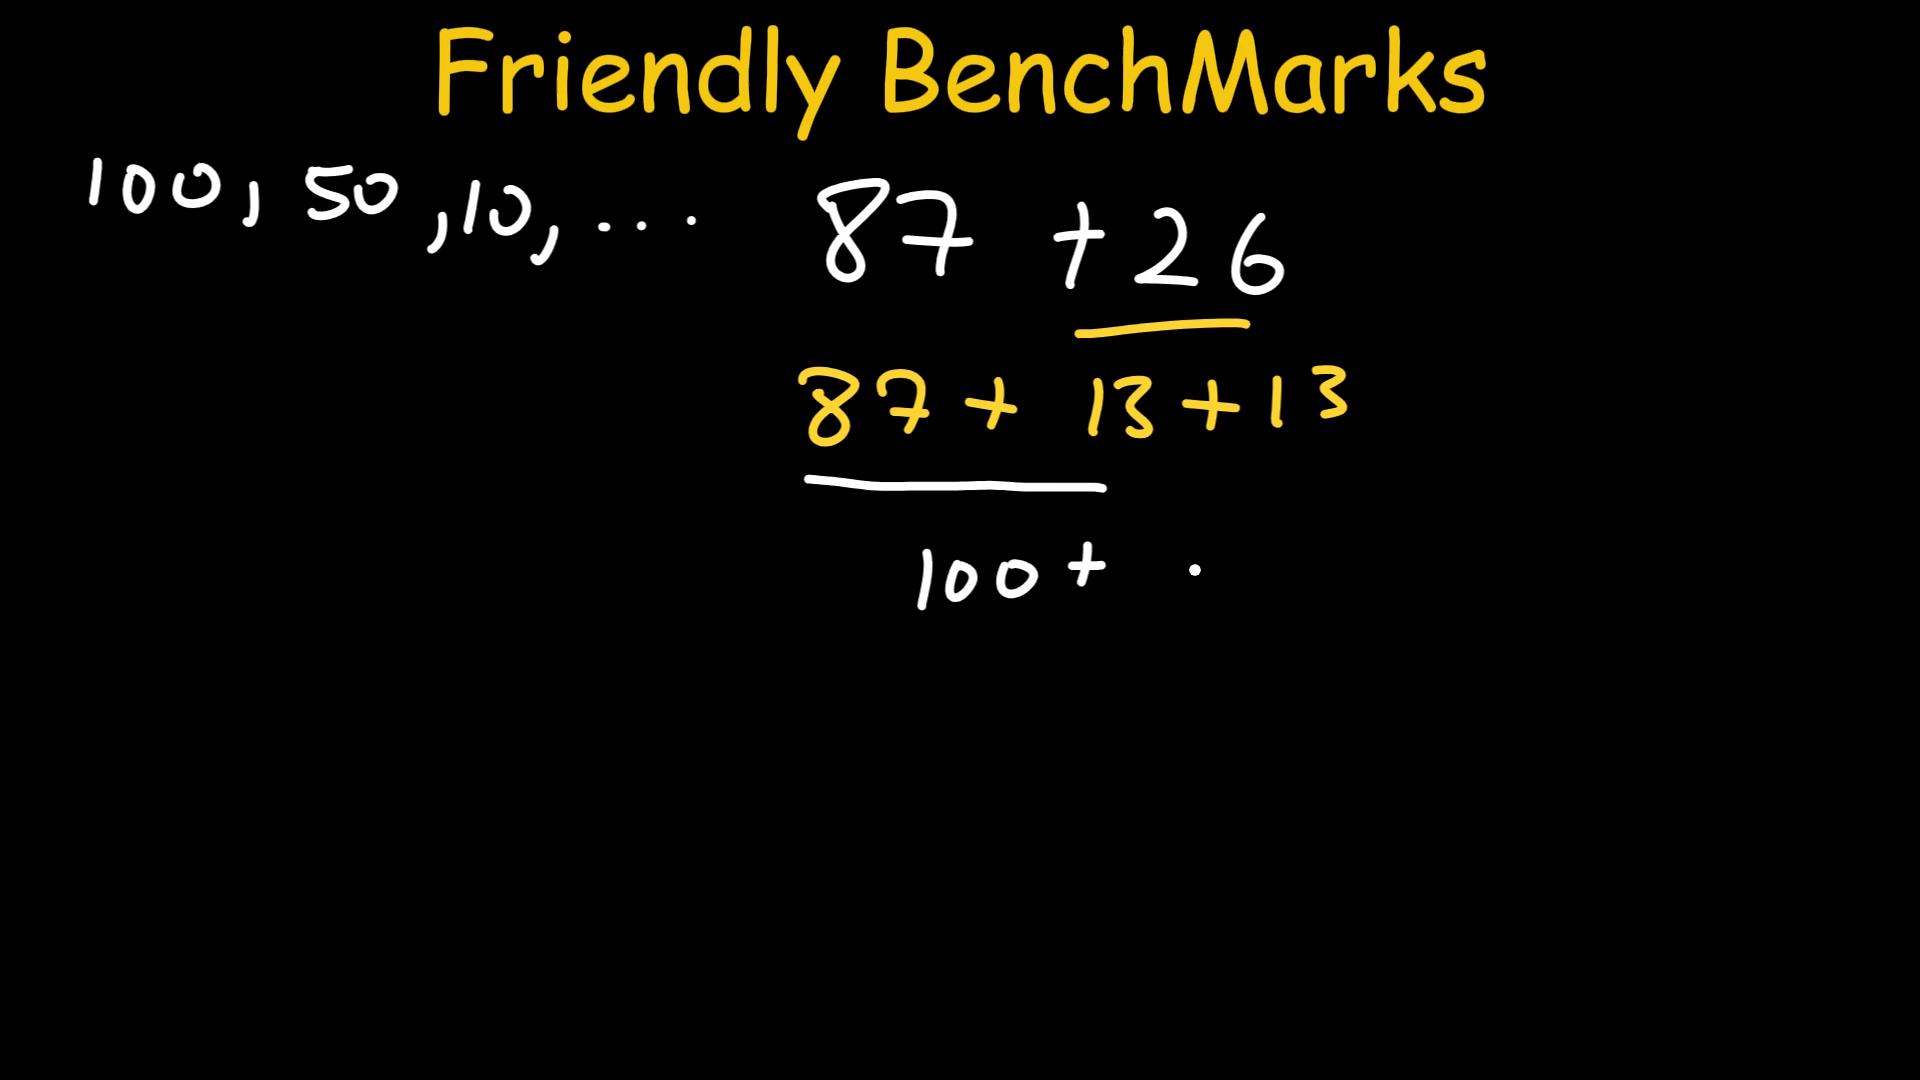 Friendly BenchMarks
100, 50, 10, ...
87 + 26
87 + 13 + 13
100 +